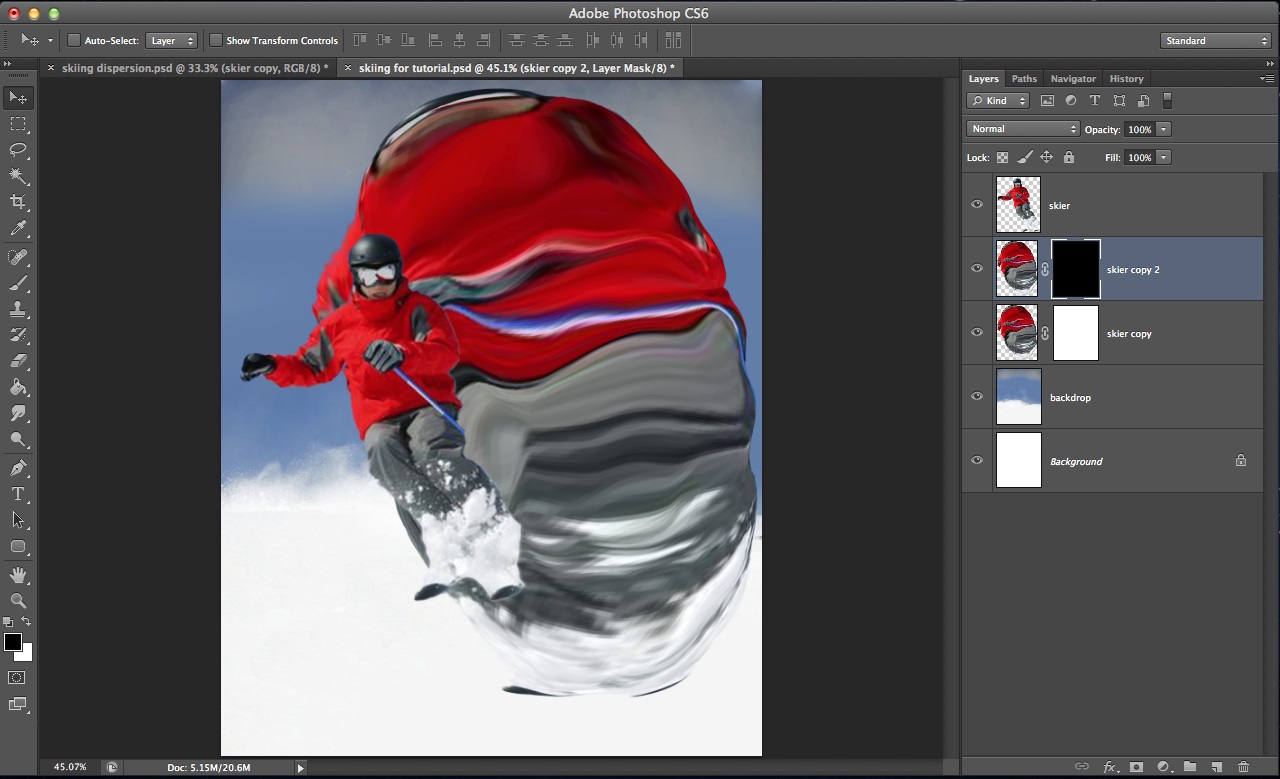 Adobe Photoshop CS6
Auto-Select: Layer Show Transform Controls Standard
× skiing dispersion.psd @ 33.3% (skier copy, RGB/8) * × skiing for tutorial.psd @ 45.1% (skier copy 2, Layer Mask/8) *
Layers Paths Navigator History
Kind T
Normal Opacity: 100%
Lock: Fill: 100%
skier
skier copy 2
skier copy
backdrop
Background
T
45.07% Doc: 5.15M/20.6M
fx